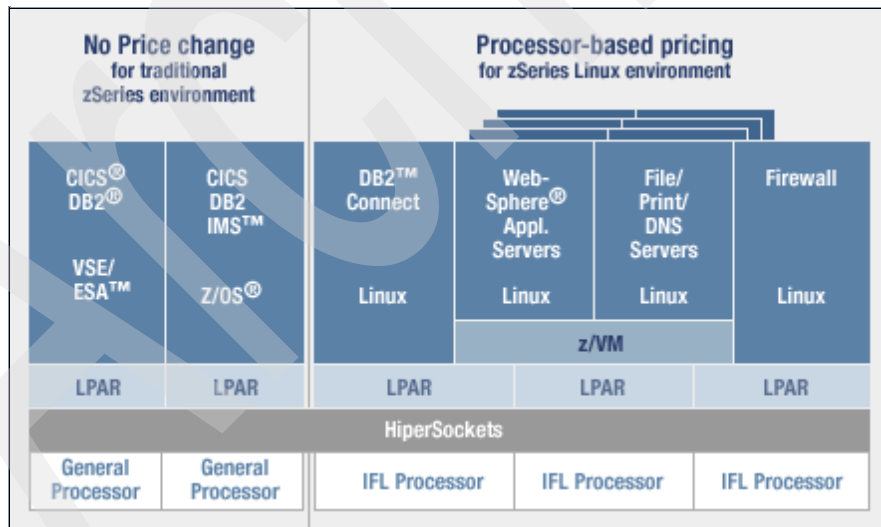 No Price change
for traditional
zSeries environment
Processor-based pricing
for zSeries Linux environment
CICS®
DB2®
VSE/
ESA™
CICS
DB2
IMS™
Z/OS®
DB2™
Connect
Linux
Web-
Sphere®
Appl.
Servers
Linux
File/
Print/
DNS
Servers
Linux
Firewall
Linux
z/VM
LPAR
LPAR
LPAR
LPAR
LPAR
HiperSockets
General
Processor
General
Processor
IFL Processor
IFL Processor
IFL Processor